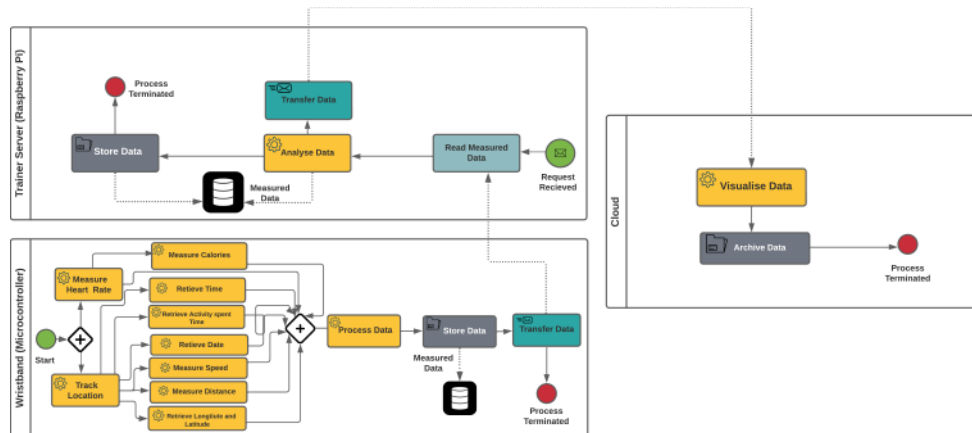 Trainer Server (Raspberry Pi)
Process
Terminated
Transfer Data
Store Data
Analyse Data
Read Measured
Data
Request
Recieved
Measured
Data
Cloud
Visualise Data
Archive Data
Process
Terminated
Wristband (Microcontroller)
Measure Calories
Measure
Heart Rate
Retieve Time
Retrieve Activity spent
Time
Start
Retieve Date
Process Data
Store Data
Transfer Data
Measured
Data
Track
Location
Measure Speed
Measure Distance
Retrieve Longtiute and
Latitude
Process
Terminated